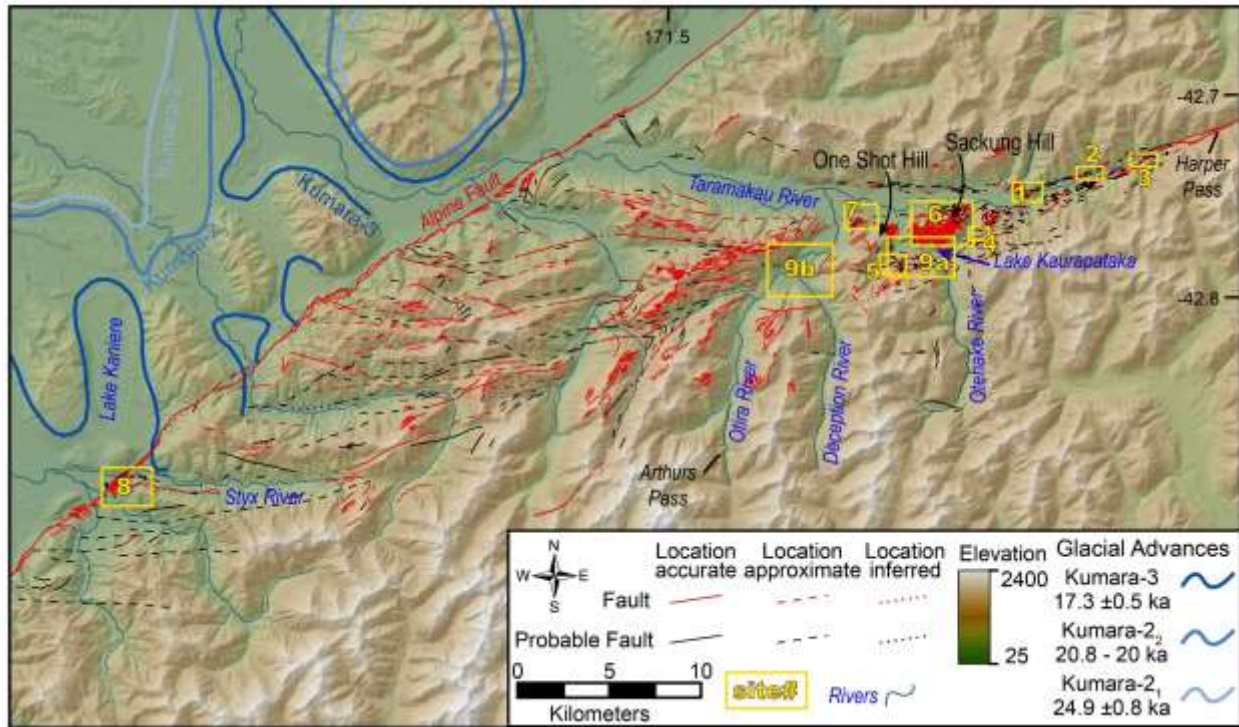 171.5
-42.7
Sackung Hill
One Shot Hill
2
3
Harper
Pass
1
Kumara-3
Alpine Fault
Taramakau River
7
6
4
Lake Kaurapataka
5
9a
9b
-42.8
Lake Kaniere
Otira River
Deception River
Otehake River
Arthurs
Pass
8
Styx River
N
W E
S
Location
accurate
Location
approximate
Location
inferred
Fault
Probable Fault
0 5 10
Kilometers
site#
Rivers
Elevation
2400
25
Glacial Advances
Kumara-3
17.3 ±0.5 ka
Kumara-2₂
20.8 - 20 ka
Kumara-2₁
24.9 ±0.8 ka